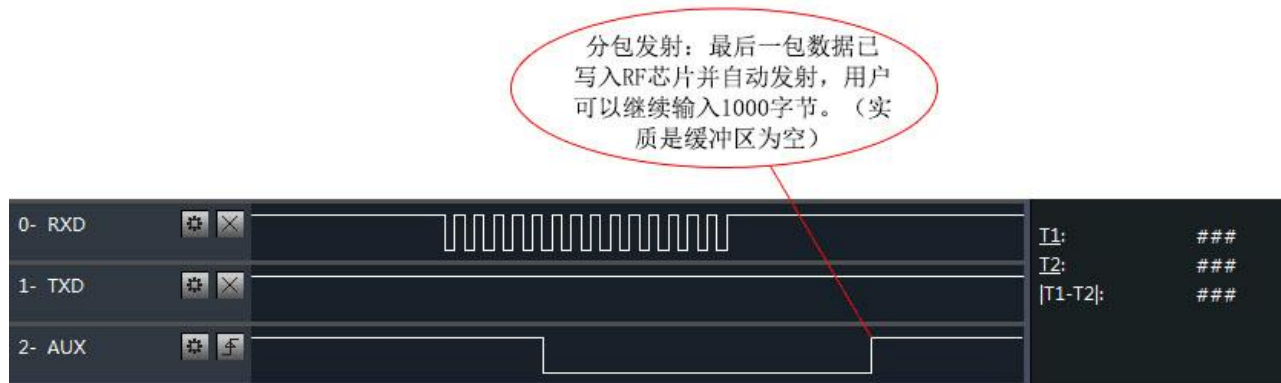 分包发射：最后一包数据已
写入RF芯片并自动发射，用户
可以继续输入1000字节。（实
质是缓冲区为空）
0- RXD
T1: ###
1- TXD
T2: ###
|T1-T2|: ###
2- AUX